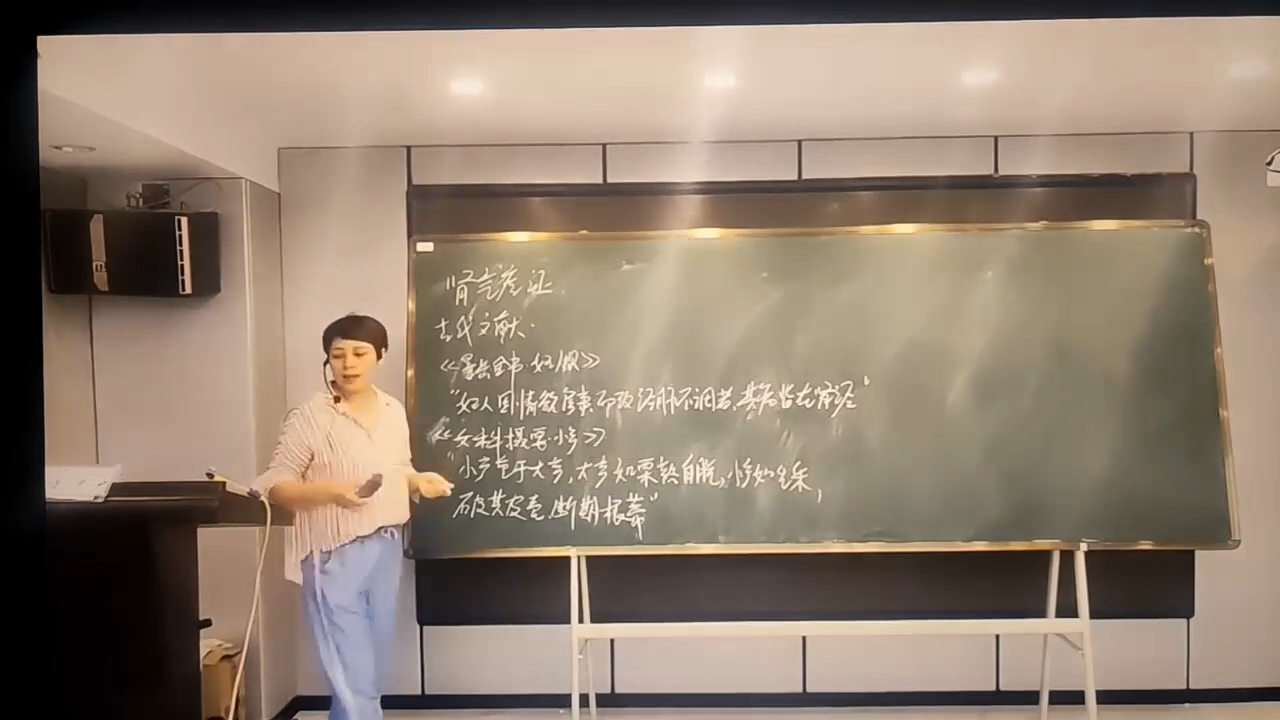 肾气虚证
古代文献.
《景岳全书·妇人规》
"妇人因情欲房事,而致经脉不调者,其病皆在肾经"
《女科撮要·小产》
"小产重于大产,大产如栗熟自脱,小产如生采,
破其皮壳,断其根蒂"